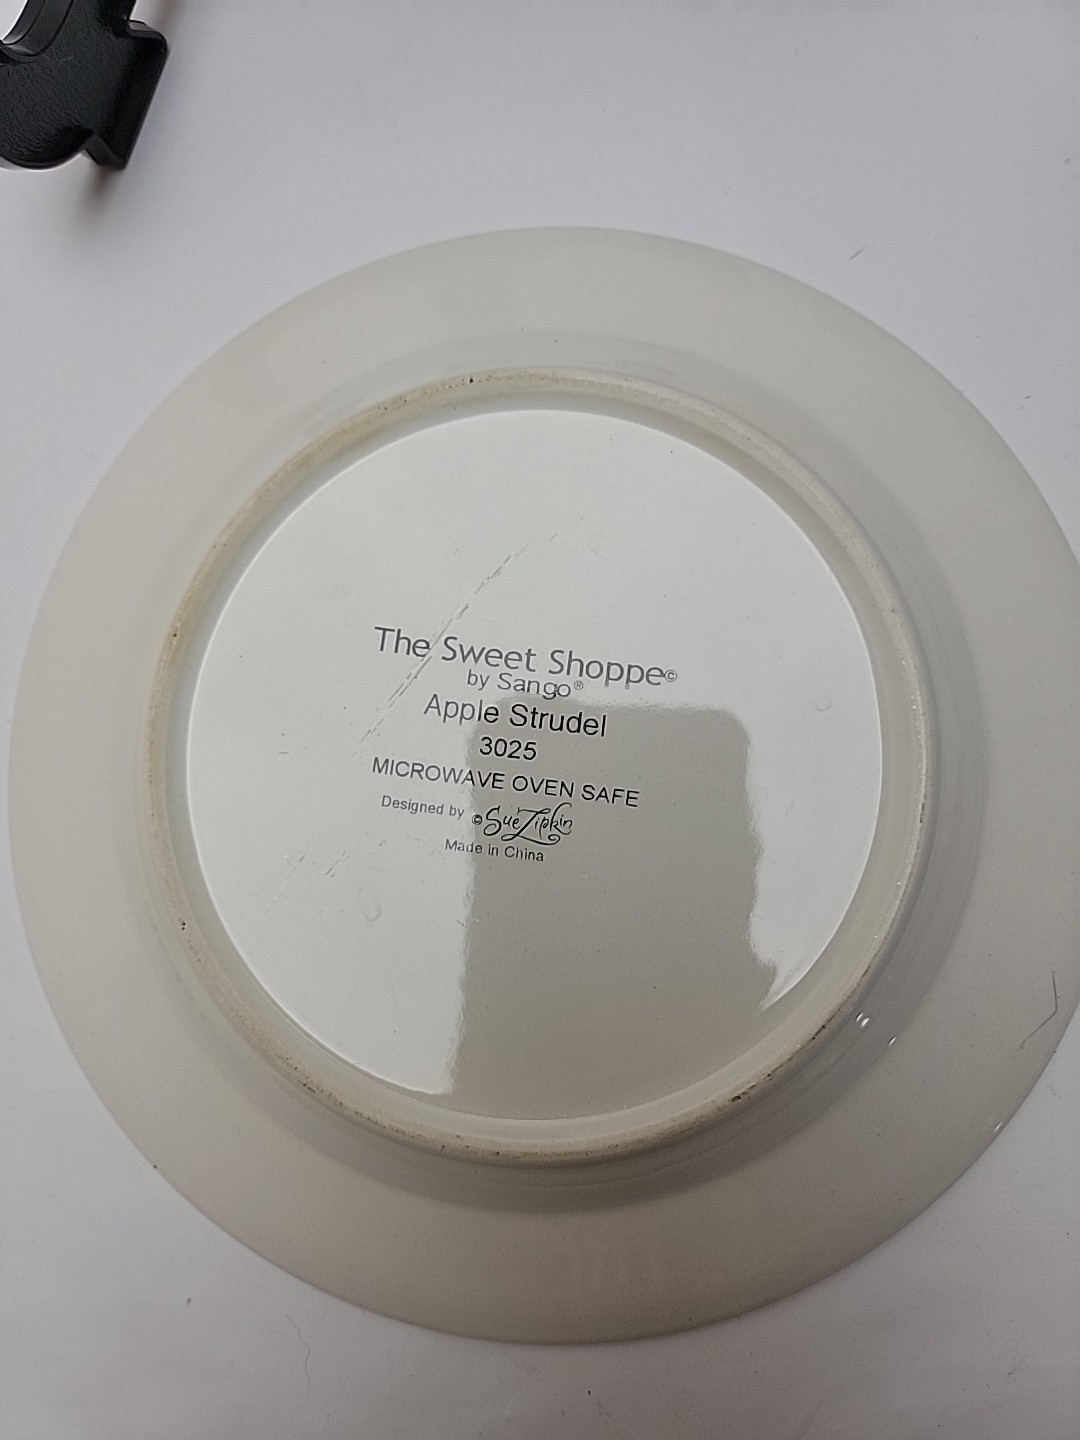 The Sweet Shoppe©
by Sango®
Apple Strudel
3025
MICROWAVE OVEN SAFE
Designed by ©Sue Zipkin
Made in China